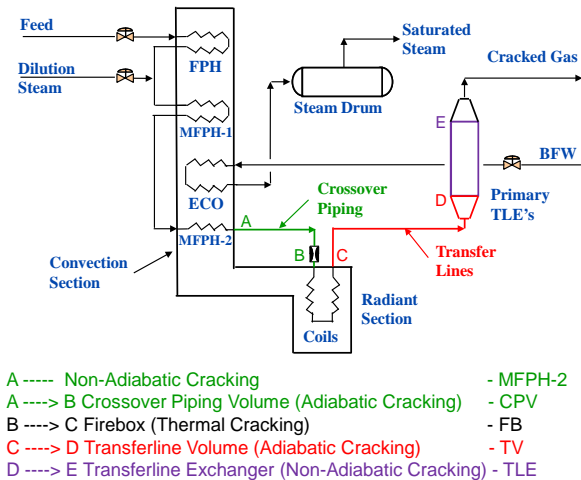 Feed
Dilution
Steam
FPH
MFPH-1
ECO
MFPH-2
Convection
Section
Saturated
Steam
Steam Drum
Cracked Gas
E
BFW
D
Primary
TLE's
Crossover
Piping
A
B
C
Transfer
Lines
Radiant
Section
Coils
A ----- Non-Adiabatic Cracking - MFPH-2
A ----> B Crossover Piping Volume (Adiabatic Cracking) - CPV
B ----> C Firebox (Thermal Cracking) - FB
C ----> D Transferline Volume (Adiabatic Cracking) - TV
D ----> E Transferline Exchanger (Non-Adiabatic Cracking) - TLE